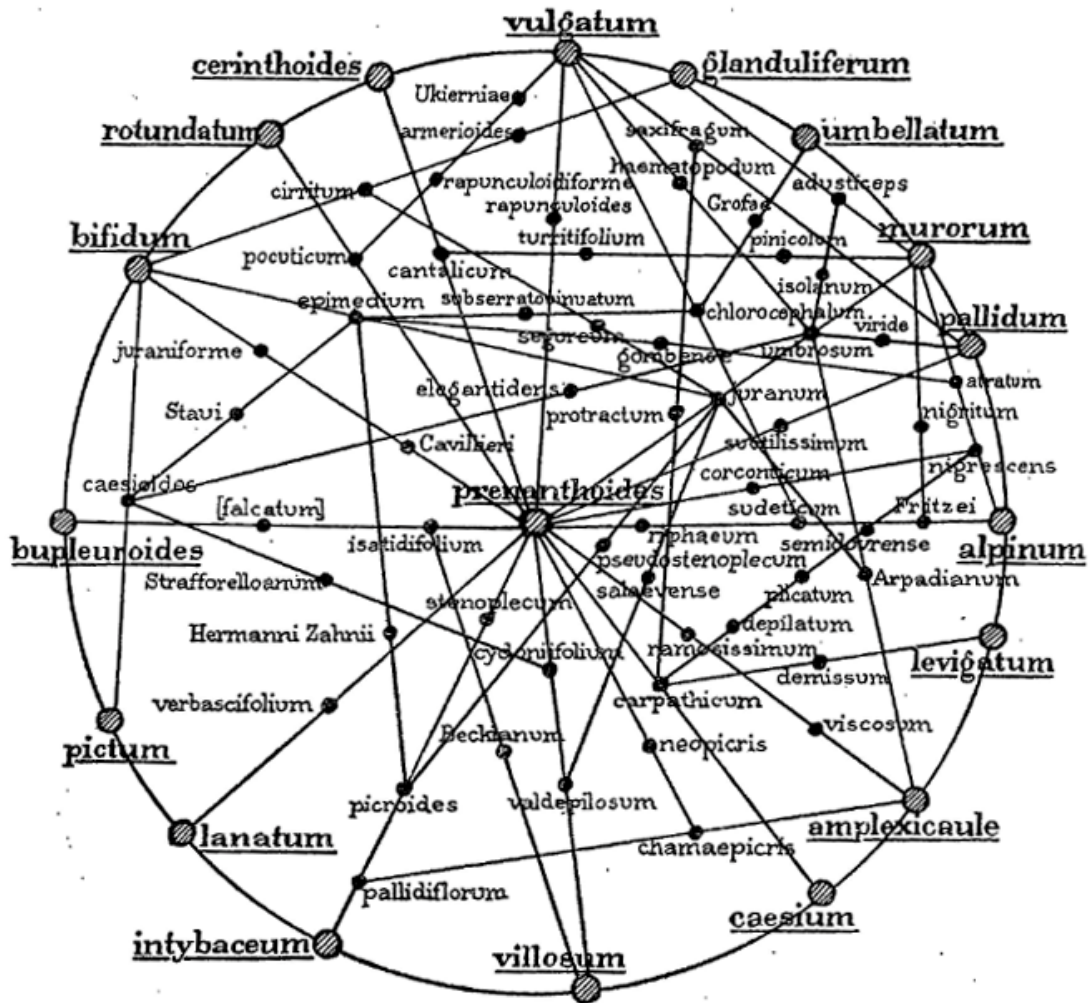 vulgatum
glanduliferum
cerinthoides
Ukierniae
rotundatum
armerioides
saxifragum
umbellatum
haematopodum
cirritum
rapunculoidiforme
adusticeps
rapunculoides
Grofae
bifidum
turritifolium
pinicolum
murorum
pocuticum
cantalicum
isolanum
epimedium
subserratosinuatum
chlorocephalum
pallidum
viride
juraniforme
gombense
umbrosum
elegantidens
juranum
atratum
Stavi
protractum
nigritum
Cavillieri
subtilissimum
nigrescens
caesioides
prenanthoides
corconticum
[falcatum]
sudeticum
Fritzei
bupleuroides
isatidifolium
riphaeum
semidovrense
alpinum
pseudostenoplecum
Strafforelloanum
salaevense
plicatum
Arpadianum
stenoplecum
Hermanni Zahnii
depilatum
cydoniifolium
ramosissimum
levigatum
demissum
verbascifolium
carpathicum
Beckianum
neopicris
viscosum
pictum
picroides
valdepilosum
lanatum
amplexicaule
chamaepicris
pallidiflorum
caesium
intybaceum
villosum